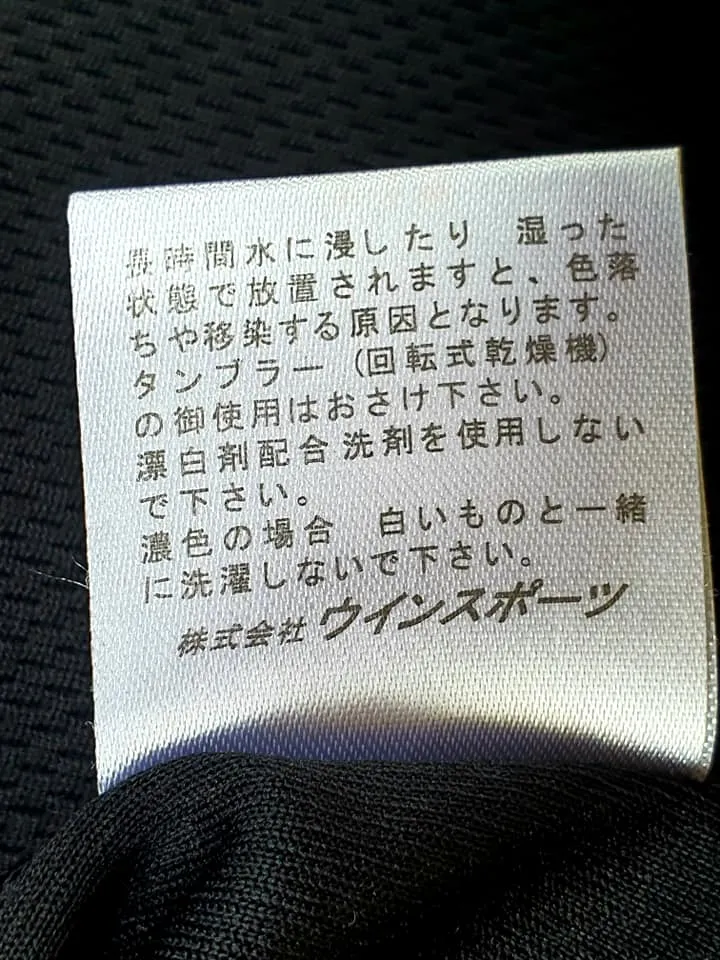 長時間水に浸したり　湿った
状態で放置されますと、色落
ちや移染する原因となります。
タンブラー（回転式乾燥機）
の御使用はおさけ下さい。
漂白剤配合洗剤を使用しない
で下さい。
濃色の場合　白いものと一緒
に洗濯しないで下さい。
株式会社 ウインスポーツ